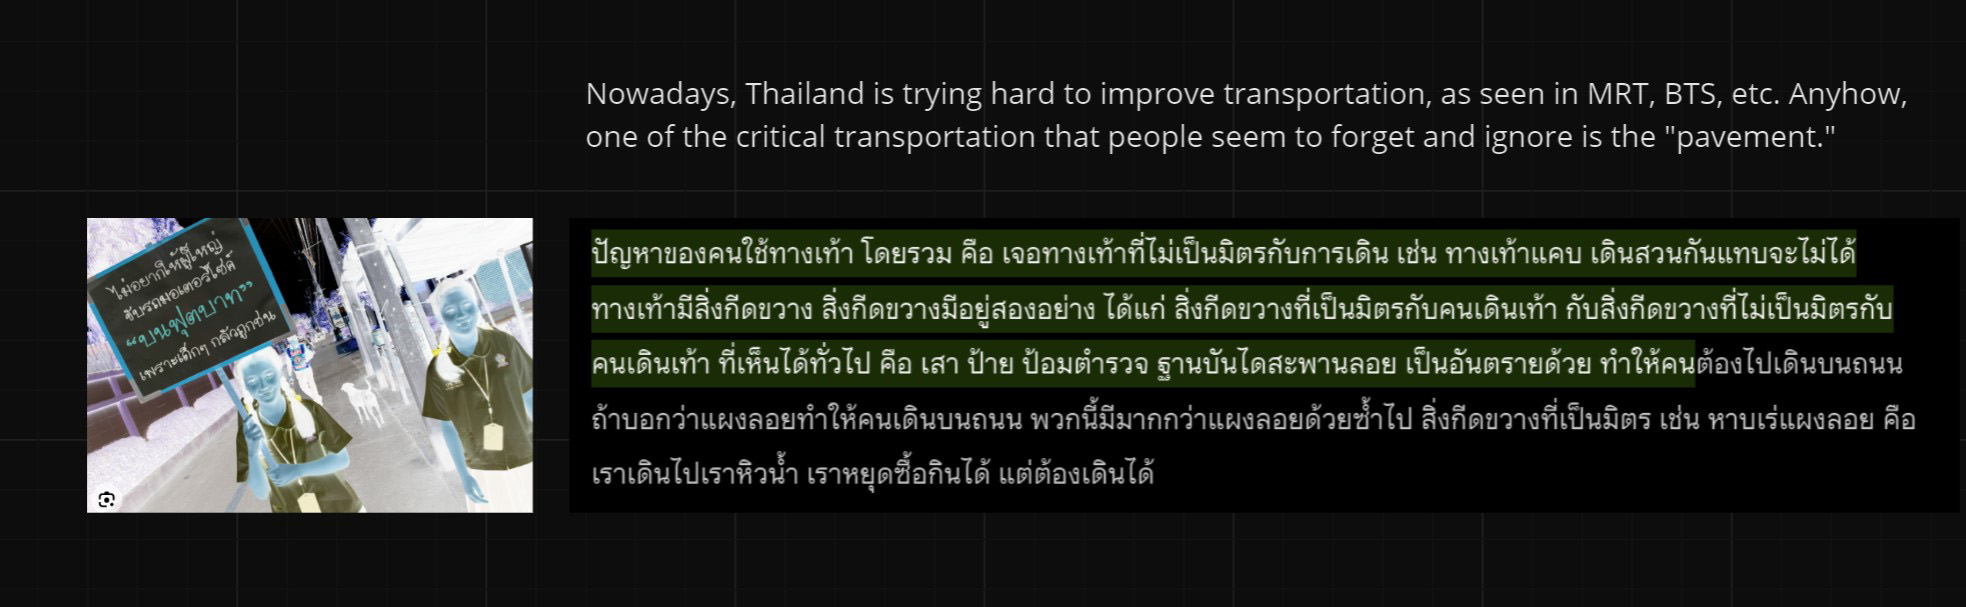 Nowadays, Thailand is trying hard to improve transportation, as seen in MRT, BTS, etc. Anyhow,
one of the critical transportation that people seem to forget and ignore is the "pavement."
ไม่อยากให้ผู้ใหญ่
ขับรถมอเตอร์ไซค์
“บนฟุตบาท”
เพราะเด็กๆ กลัวถูกชน
ปัญหาของคนใช้ทางเท้า โดยรวม คือ เจอทางเท้าที่ไม่เป็นมิตรกับการเดิน เช่น ทางเท้าแคบ เดินสวนกันแทบจะไม่ได้
ทางเท้ามีสิ่งกีดขวาง สิ่งกีดขวางมีอยู่สองอย่าง ได้แก่ สิ่งกีดขวางที่เป็นมิตรกับคนเดินเท้า กับสิ่งกีดขวางที่ไม่เป็นมิตรกับ
คนเดินเท้า ที่เห็นได้ทั่วไป คือ เสา ป้าย ป้อมตำรวจ ฐานบันไดสะพานลอย เป็นอันตรายด้วย ทำให้คนต้องไปเดินบนถนน
ถ้าบอกว่าแผงลอยทำให้คนเดินบนถนน พวกนี้มีมากกว่าแผงลอยด้วยซ้ำไป สิ่งกีดขวางที่เป็นมิตร เช่น หาบเร่แผงลอย คือ
เราเดินไปเราหิวน้ำ เราหยุดซื้อกินได้ แต่ต้องเดินได้